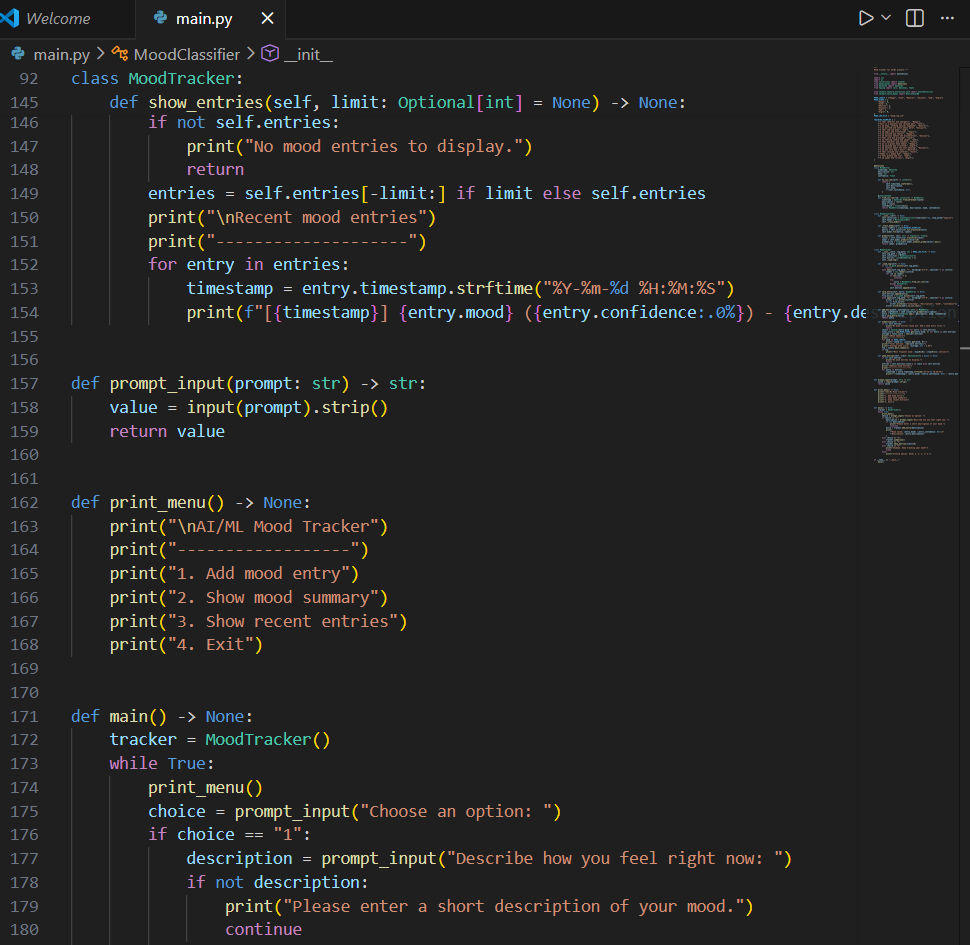 Welcome
main.py
main.py > MoodClassifier > __init__
92 class MoodTracker:
145     def show_entries(self, limit: Optional[int] = None) -> None:
146         if not self.entries:
147             print("No mood entries to display.")
148             return
149         entries = self.entries[-limit:] if limit else self.entries
150         print("\nRecent mood entries")
151         print("--------------------")
152         for entry in entries:
153             timestamp = entry.timestamp.strftime("%Y-%m-%d %H:%M:%S")
154             print(f"[{timestamp}] {entry.mood} ({entry.confidence:.0%}) - {entry.de
155
156
157 def prompt_input(prompt: str) -> str:
158     value = input(prompt).strip()
159     return value
160
161
162 def print_menu() -> None:
163     print("\nAI/ML Mood Tracker")
164     print("------------------")
165     print("1. Add mood entry")
166     print("2. Show mood summary")
167     print("3. Show recent entries")
168     print("4. Exit")
169
170
171 def main() -> None:
172     tracker = MoodTracker()
173     while True:
174         print_menu()
175         choice = prompt_input("Choose an option: ")
176         if choice == "1":
177             description = prompt_input("Describe how you feel right now: ")
178             if not description:
179                 print("Please enter a short description of your mood.")
180                 continue